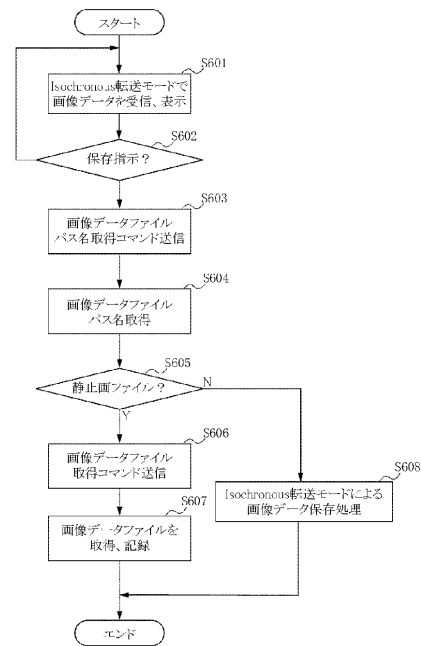 スタート
S601
Isochronous転送モードで
画像データを受信、表示
S602
保存指示?
S603
画像データファイル
パス名取得コマンド送信
S604
画像データファイル
パス名取得
S605
静止画ファイル?
N
Y
S606
画像データファイル
取得コマンド送信
S608
Isochronous転送モードによる
画像データ保存処理
S607
画像データファイルを
取得、記録
エンド